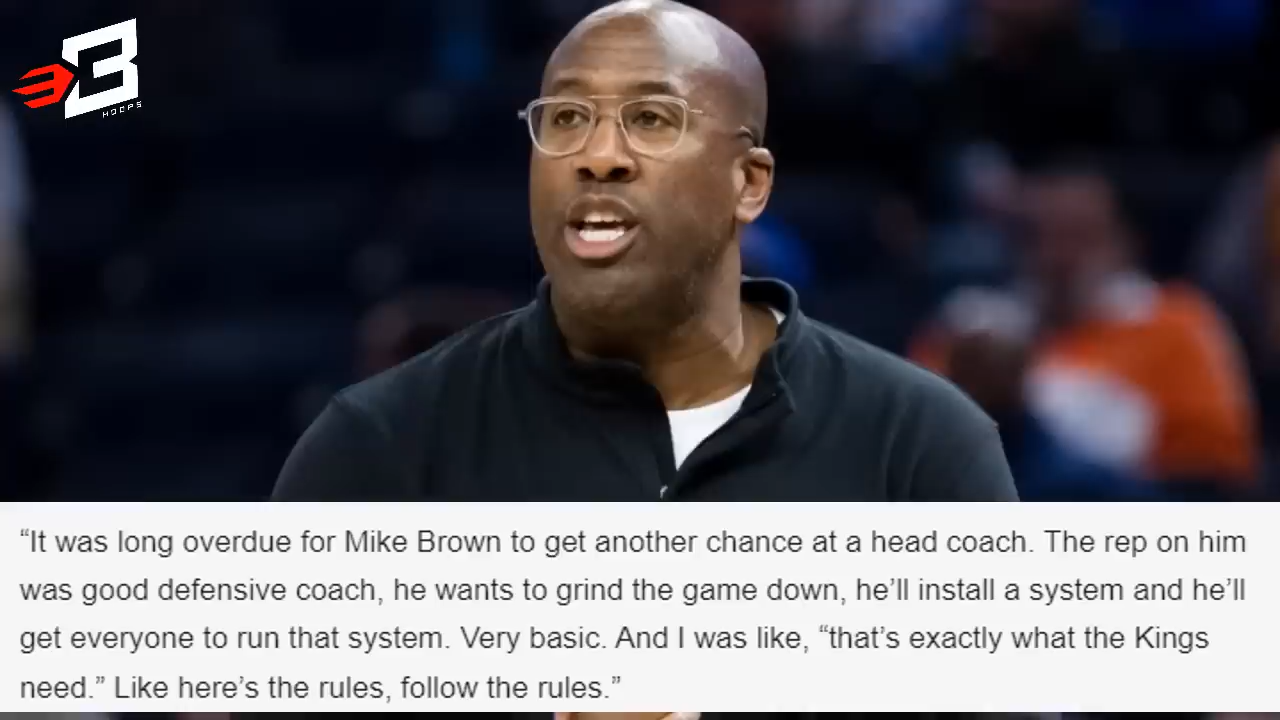 3
HOOPS
“It was long overdue for Mike Brown to get another chance at a head coach. The rep on him
was good defensive coach, he wants to grind the game down, he’ll install a system and he’ll
get everyone to run that system. Very basic. And I was like, “that’s exactly what the Kings
need.” Like here’s the rules, follow the rules.”